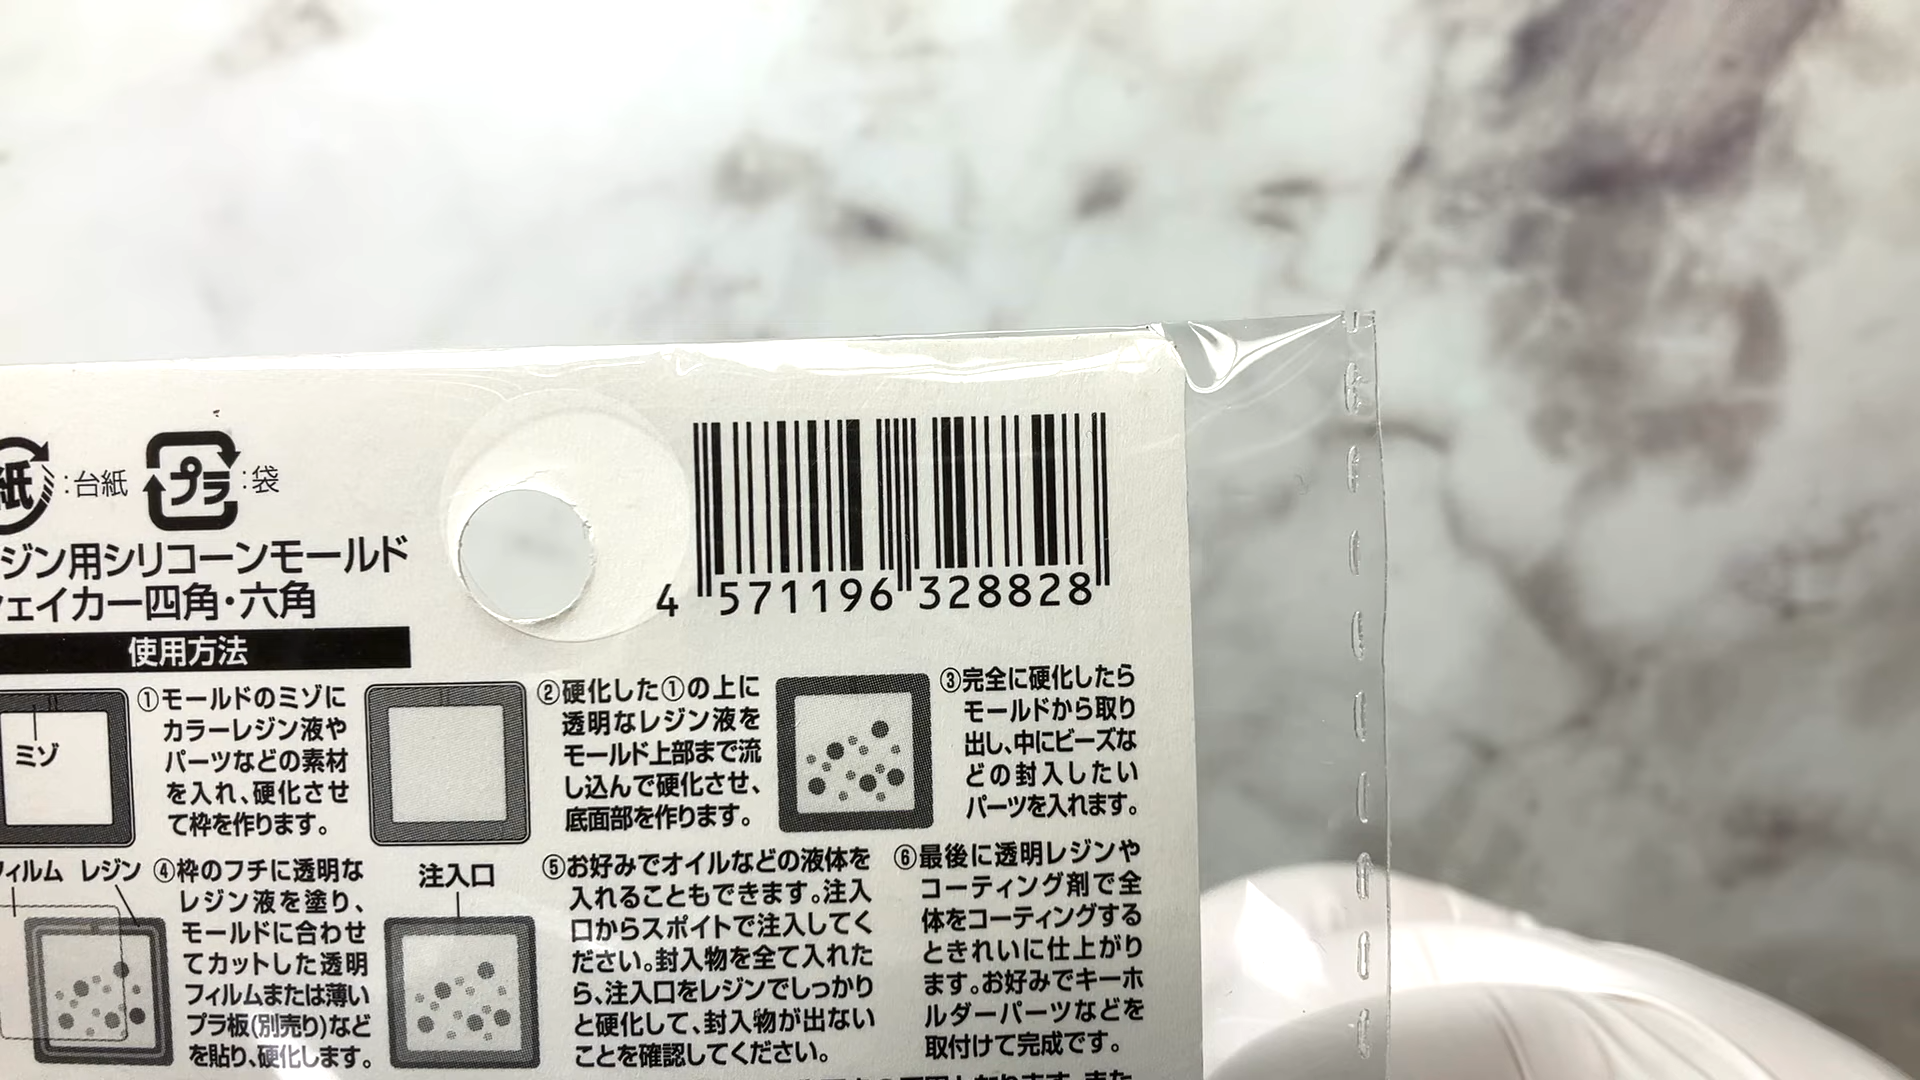 紙:台紙 プラ:袋
ジン用シリコーンモールド
ェイカー四角・六角
4 571196 328828
使用方法
ミゾ
①モールドのミゾに
カラーレジン液や
パーツなどの素材
を入れ、硬化させ
て枠を作ります。
②硬化した①の上に
透明なレジン液を
モールド上部まで流
し込んで硬化させ、
底面部を作ります。
③完全に硬化したら
モールドから取り
出し、中にビーズな
どの封入したい
パーツを入れます。
フィルム レジン
④枠のフチに透明な
レジン液を塗り、
モールドに合わせ
てカットした透明
フィルムまたは薄い
プラ板(別売り)など
を貼り、硬化します。
注入口
⑤お好みでオイルなどの液体を
入れることもできます。注入
口からスポイトで注入してく
ださい。封入物を全て入れた
ら、注入口をレジンでしっかり
と硬化して、封入物が出ない
ことを確認してください。
⑥最後に透明レジンや
コーティング剤で全
体をコーティングする
ときれいに仕上がり
ます。お好みでキーホ
ルダーパーツなどを
取付けて完成です。